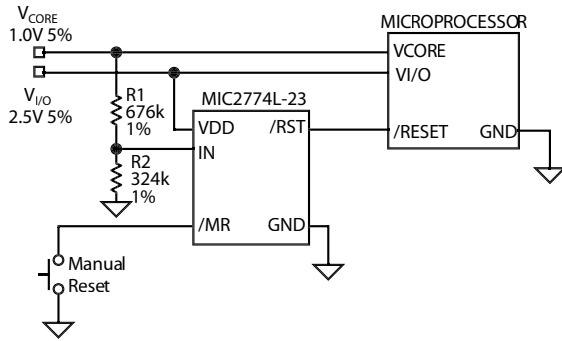 VCORE
1.0V 5%
VI/O
2.5V 5%
R1
676k
1%
R2
324k
1%
MIC2774L-23
VDD
/RST
IN
/MR
GND
MICROPROCESSOR
VCORE
VI/O
/RESET
GND
Manual
Reset